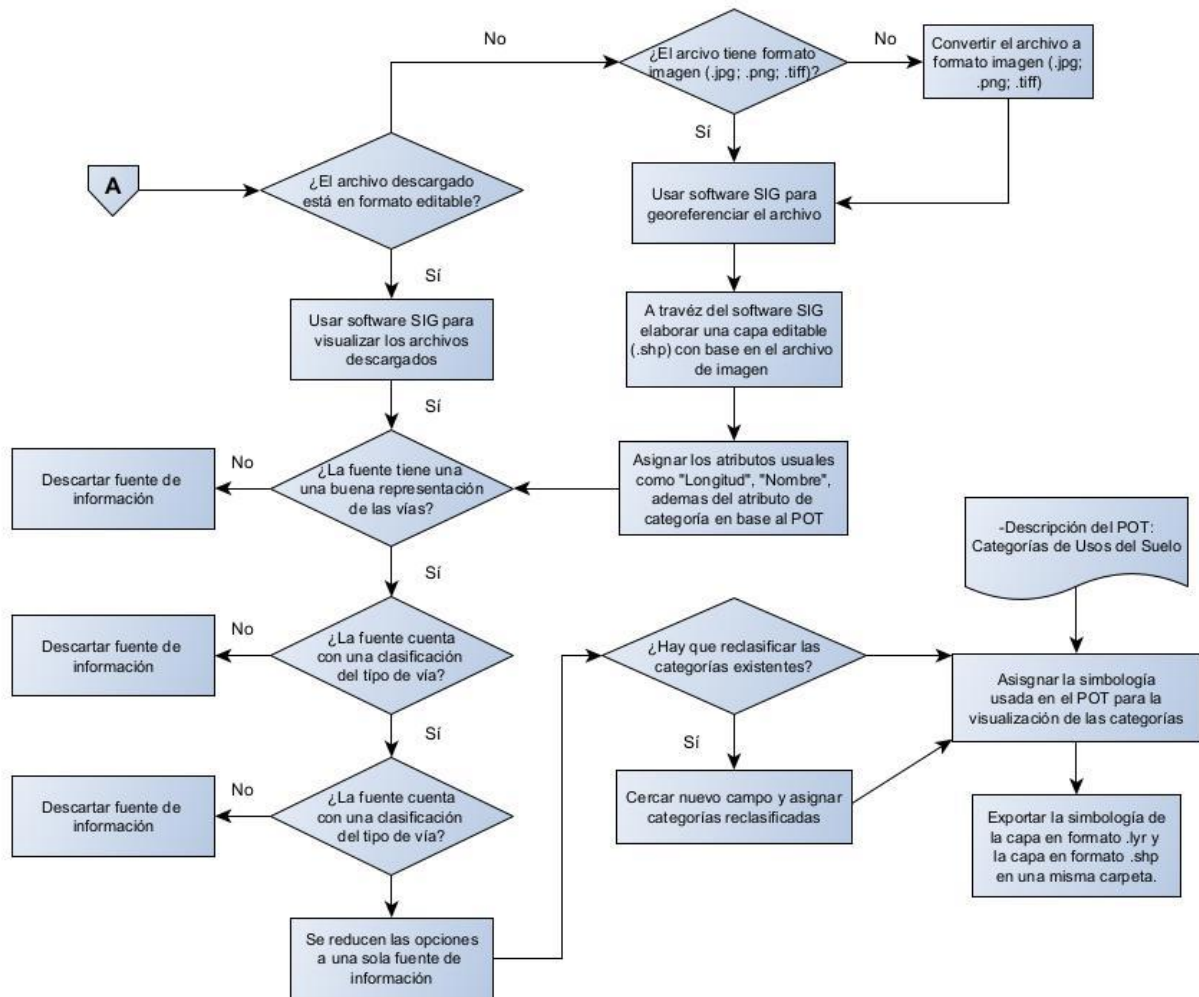 No
¿El arcivo tiene formato
imagen (.jpg; .png; .tiff)?
No
Convertir el archivo a
formato imagen (.jpg;
.png; .tiff)
Sí
A
¿El archivo descargado
está en formato editable?
Usar software SIG para
georeferenciar el archivo
Sí
Usar software SIG para
visualizar los archivos
descargados
A travéz del software SIG
elaborar una capa editable
(.shp) con base en el archivo
de imagen
Sí
Descartar fuente de
información
No
¿La fuente tiene una
una buena representación
de las vías?
Asignar los atributos usuales
como "Longitud", "Nombre",
ademas del atributo de
categoría en base al POT
-Descripción del POT:
Categorías de Usos del Suelo
Sí
Descartar fuente de
información
No
¿La fuente cuenta
con una clasificación
del típo de vía?
¿Hay que reclasificar las
categorías existentes?
Asisgnar la simbología
usada en el POT para la
visualización de las categorías
Sí
Sí
Descartar fuente de
información
No
¿La fuente cuenta
con una clasificación
del tipo de vía?
Cercar nuevo campo y asignar
categorías reclasificadas
Exportar la simbología de
la capa en formato .lyr y
la capa en formato .shp
en una misma carpeta.
Se reducen las opciones
a una sola fuente de
información